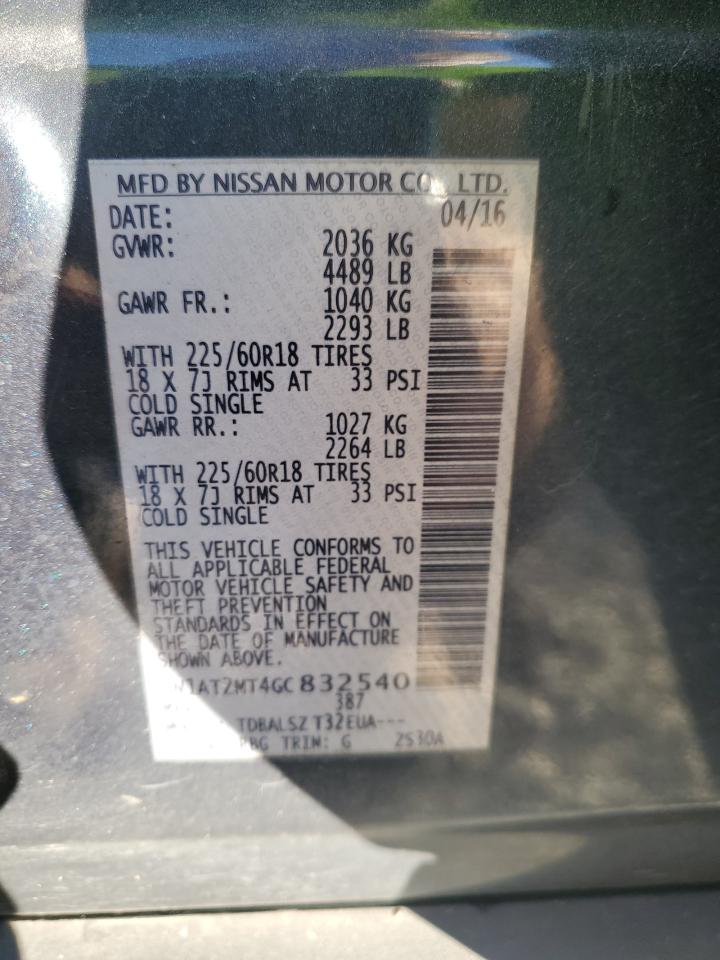 MFD BY NISSAN MOTOR CO., LTD.
DATE: 04/16
GVWR: 2036 KG
4489 LB
GAWR FR.: 1040 KG
2293 LB
WITH 225/60R18 TIRES
18 X 7J RIMS AT 33 PSI
COLD SINGLE
GAWR RR.: 1027 KG
2264 LB
WITH 225/60R18 TIRES
18 X 7J RIMS AT 33 PSI
COLD SINGLE
THIS VEHICLE CONFORMS TO
ALL APPLICABLE FEDERAL
MOTOR VEHICLE SAFETY AND
THEFT PREVENTION
STANDARDS IN EFFECT ON
THE DATE OF MANUFACTURE
SHOWN ABOVE.
N1AT2MT4GC832540
387
TDBALSZ T32EUA---
TRIM: G 2S30A